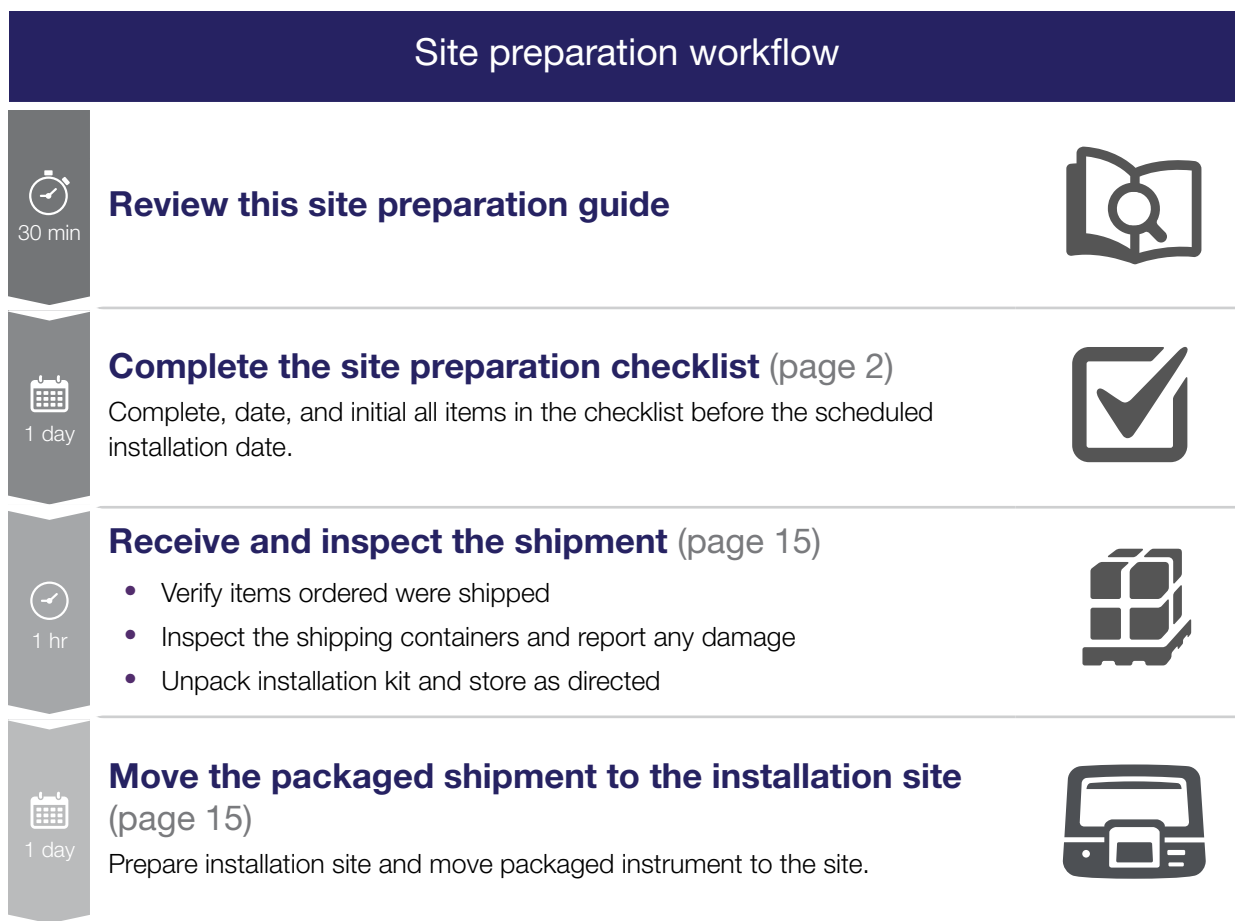 Site preparation workflow
30 min
Review this site preparation guide
1 day
Complete the site preparation checklist (page 2)
Complete, date, and initial all items in the checklist before the scheduled
installation date.
1 hr
Receive and inspect the shipment (page 15)
• Verify items ordered were shipped
• Inspect the shipping containers and report any damage
• Unpack installation kit and store as directed
1 day
Move the packaged shipment to the installation site
(page 15)
Prepare installation site and move packaged instrument to the site.